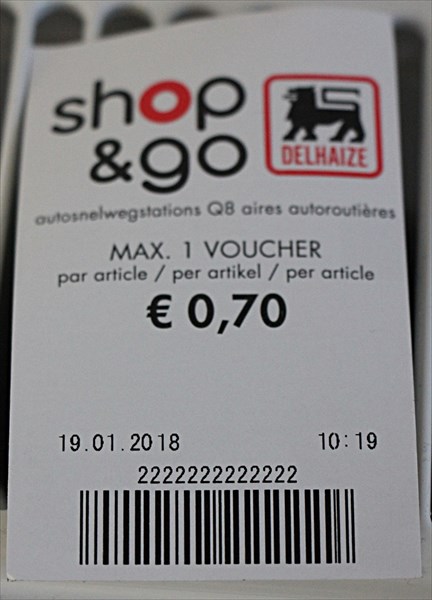 shop
&go
DELHAIZE
autosnelwegstations Q8 aires autoroutières
MAX. 1 VOUCHER
par article / per artikel / per article
€ 0,70
19.01.2018 10:19
2222222222222